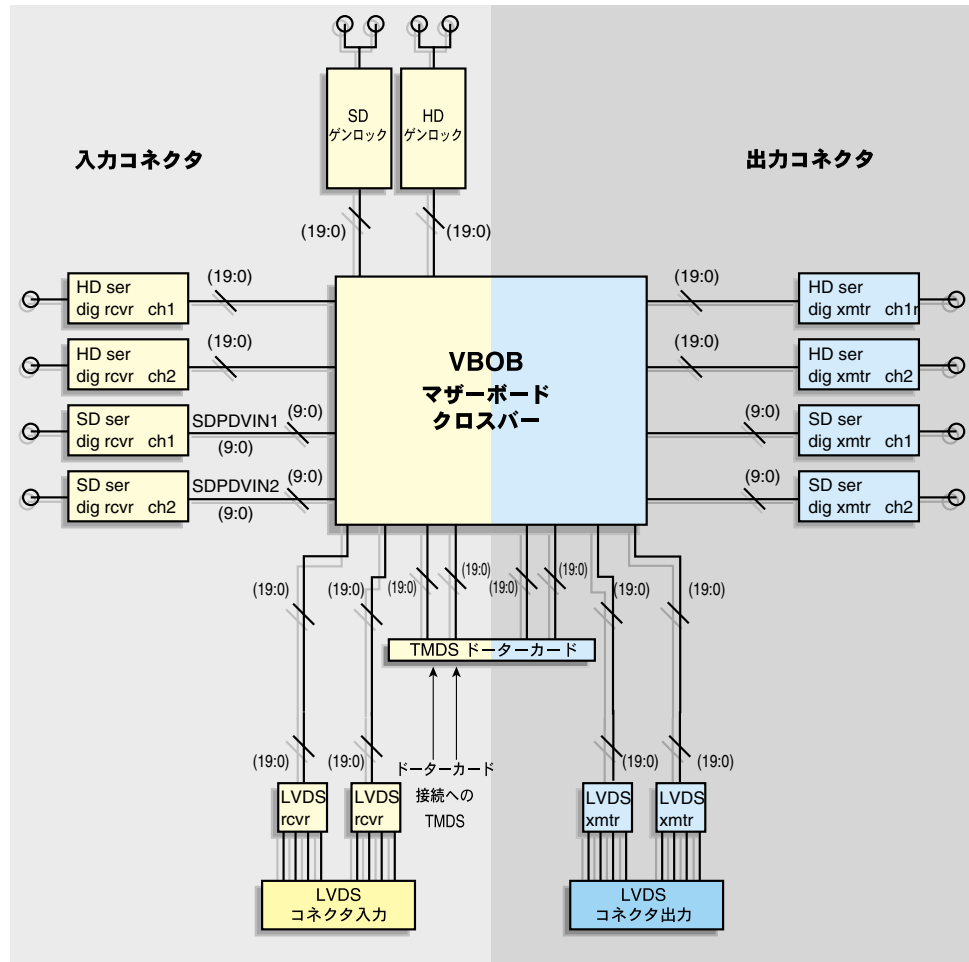 SD
ゲンロック
HD
ゲンロック
入力コネクタ
出力コネクタ
(19:0)
(19:0)
HD ser
dig rcvr ch1
(19:0)
HD ser
dig rcvr ch2
(19:0)
SD ser
dig rcvr ch1
SDPDVIN1
(9:0)
(9:0)
SD ser
dig rcvr ch2
SDPDVIN2
(9:0)
(9:0)
VBOB
マザーボード
クロスバー
(19:0)
HD ser
dig xmtr ch1r
(19:0)
HD ser
dig xmtr ch2
(9:0)
SD ser
dig xmtr ch1
(9:0)
SD ser
dig xmtr ch2
(19:0)
(19:0)
(19:0)
(19:0)
(19:0)
(19:0)
(19:0)
(19:0)
TMDS ドーターカード
(19:0)
(19:0)
ドーターカード
接続への
TMDS
(19:0)
(19:0)
LVDS
rcvr
LVDS
rcvr
LVDS
xmtr
LVDS
xmtr
LVDS
コネクタ入力
LVDS
コネクタ出力